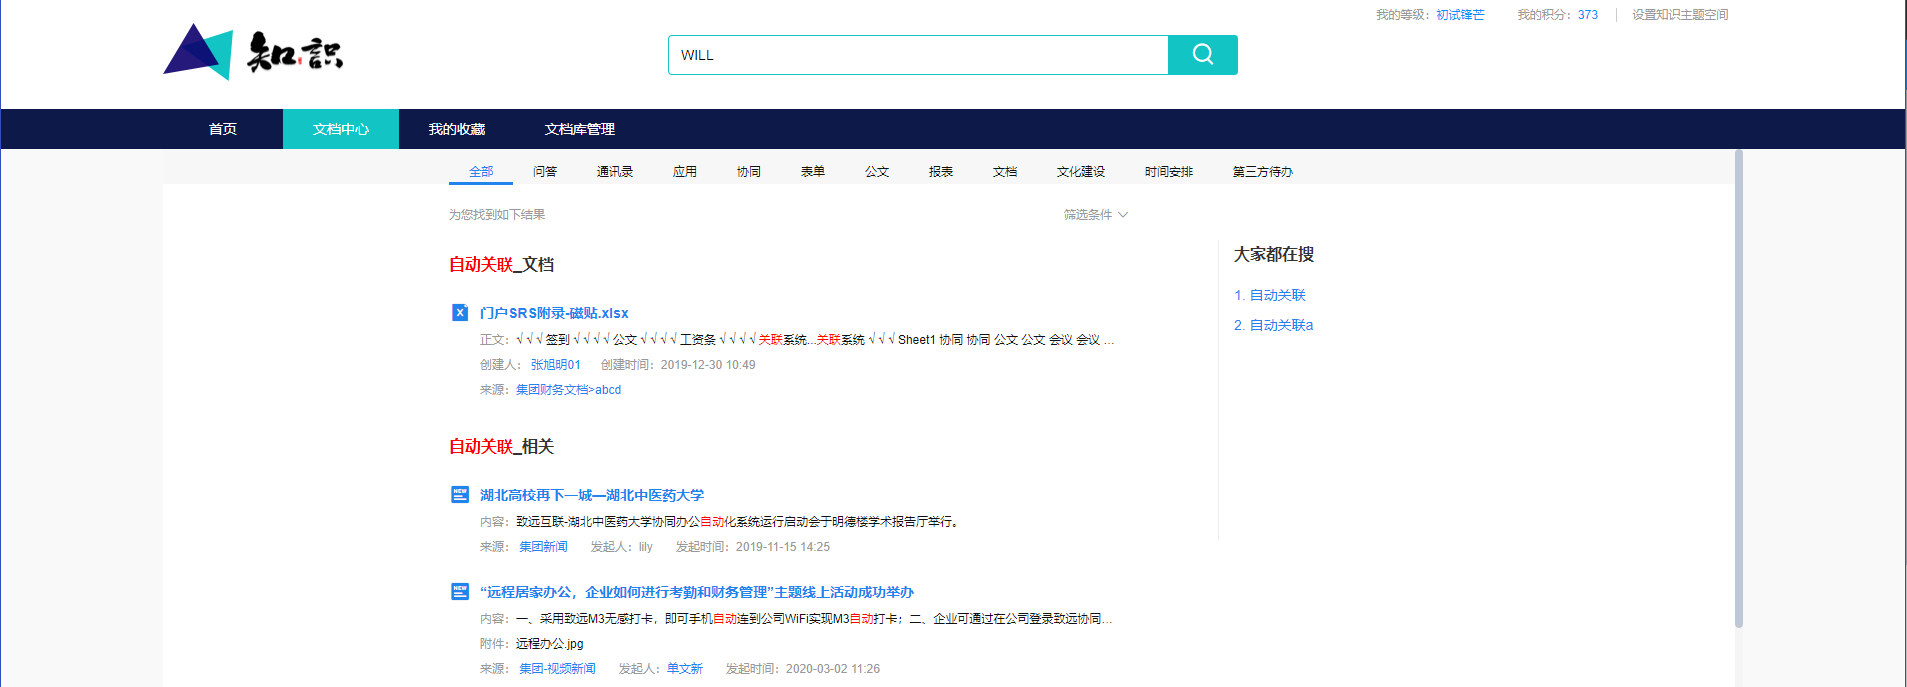 我的等级：初试锋芒 我的积分：373 设置知识主题空间
知识
WILL
首页 文档中心 我的收藏 文档库管理
全部 问答 通讯录 应用 协同 表单 公文 报表 文档 文化建设 时间安排 第三方待办
为您找到如下结果 筛选条件
自动关联_文档
门户SRS附录-磁贴.xlsx
正文：√ √ √ 签到 √ √ √ √ 公文 √ √ √ √ 工资条 √ √ √ √ 关联系统...关联系统 √ √ √ Sheet1 协同 协同 公文 公文 会议 会议 ...
创建人：张旭明01 创建时间：2019-12-30 10:49
来源：集团财务文档>abcd
自动关联_相关
湖北高校再下一城—湖北中医药大学
内容：致远互联-湖北中医药大学协同办公自动化系统运行启动会于明德楼学术报告厅举行。
来源：集团新闻 发起人：lily 发起时间：2019-11-15 14:25
“远程居家办公，企业如何进行考勤和财务管理”主题线上活动成功举办
内容：一、采用致远M3无感打卡，即可手机自动连到公司WiFi实现M3自动打卡；二、企业可通过在公司登录致远协同...
附件：远程办公.jpg
来源：集团-视频新闻 发起人：单文新 发起时间：2020-03-02 11:26
大家都在搜
1. 自动关联
2. 自动关联a